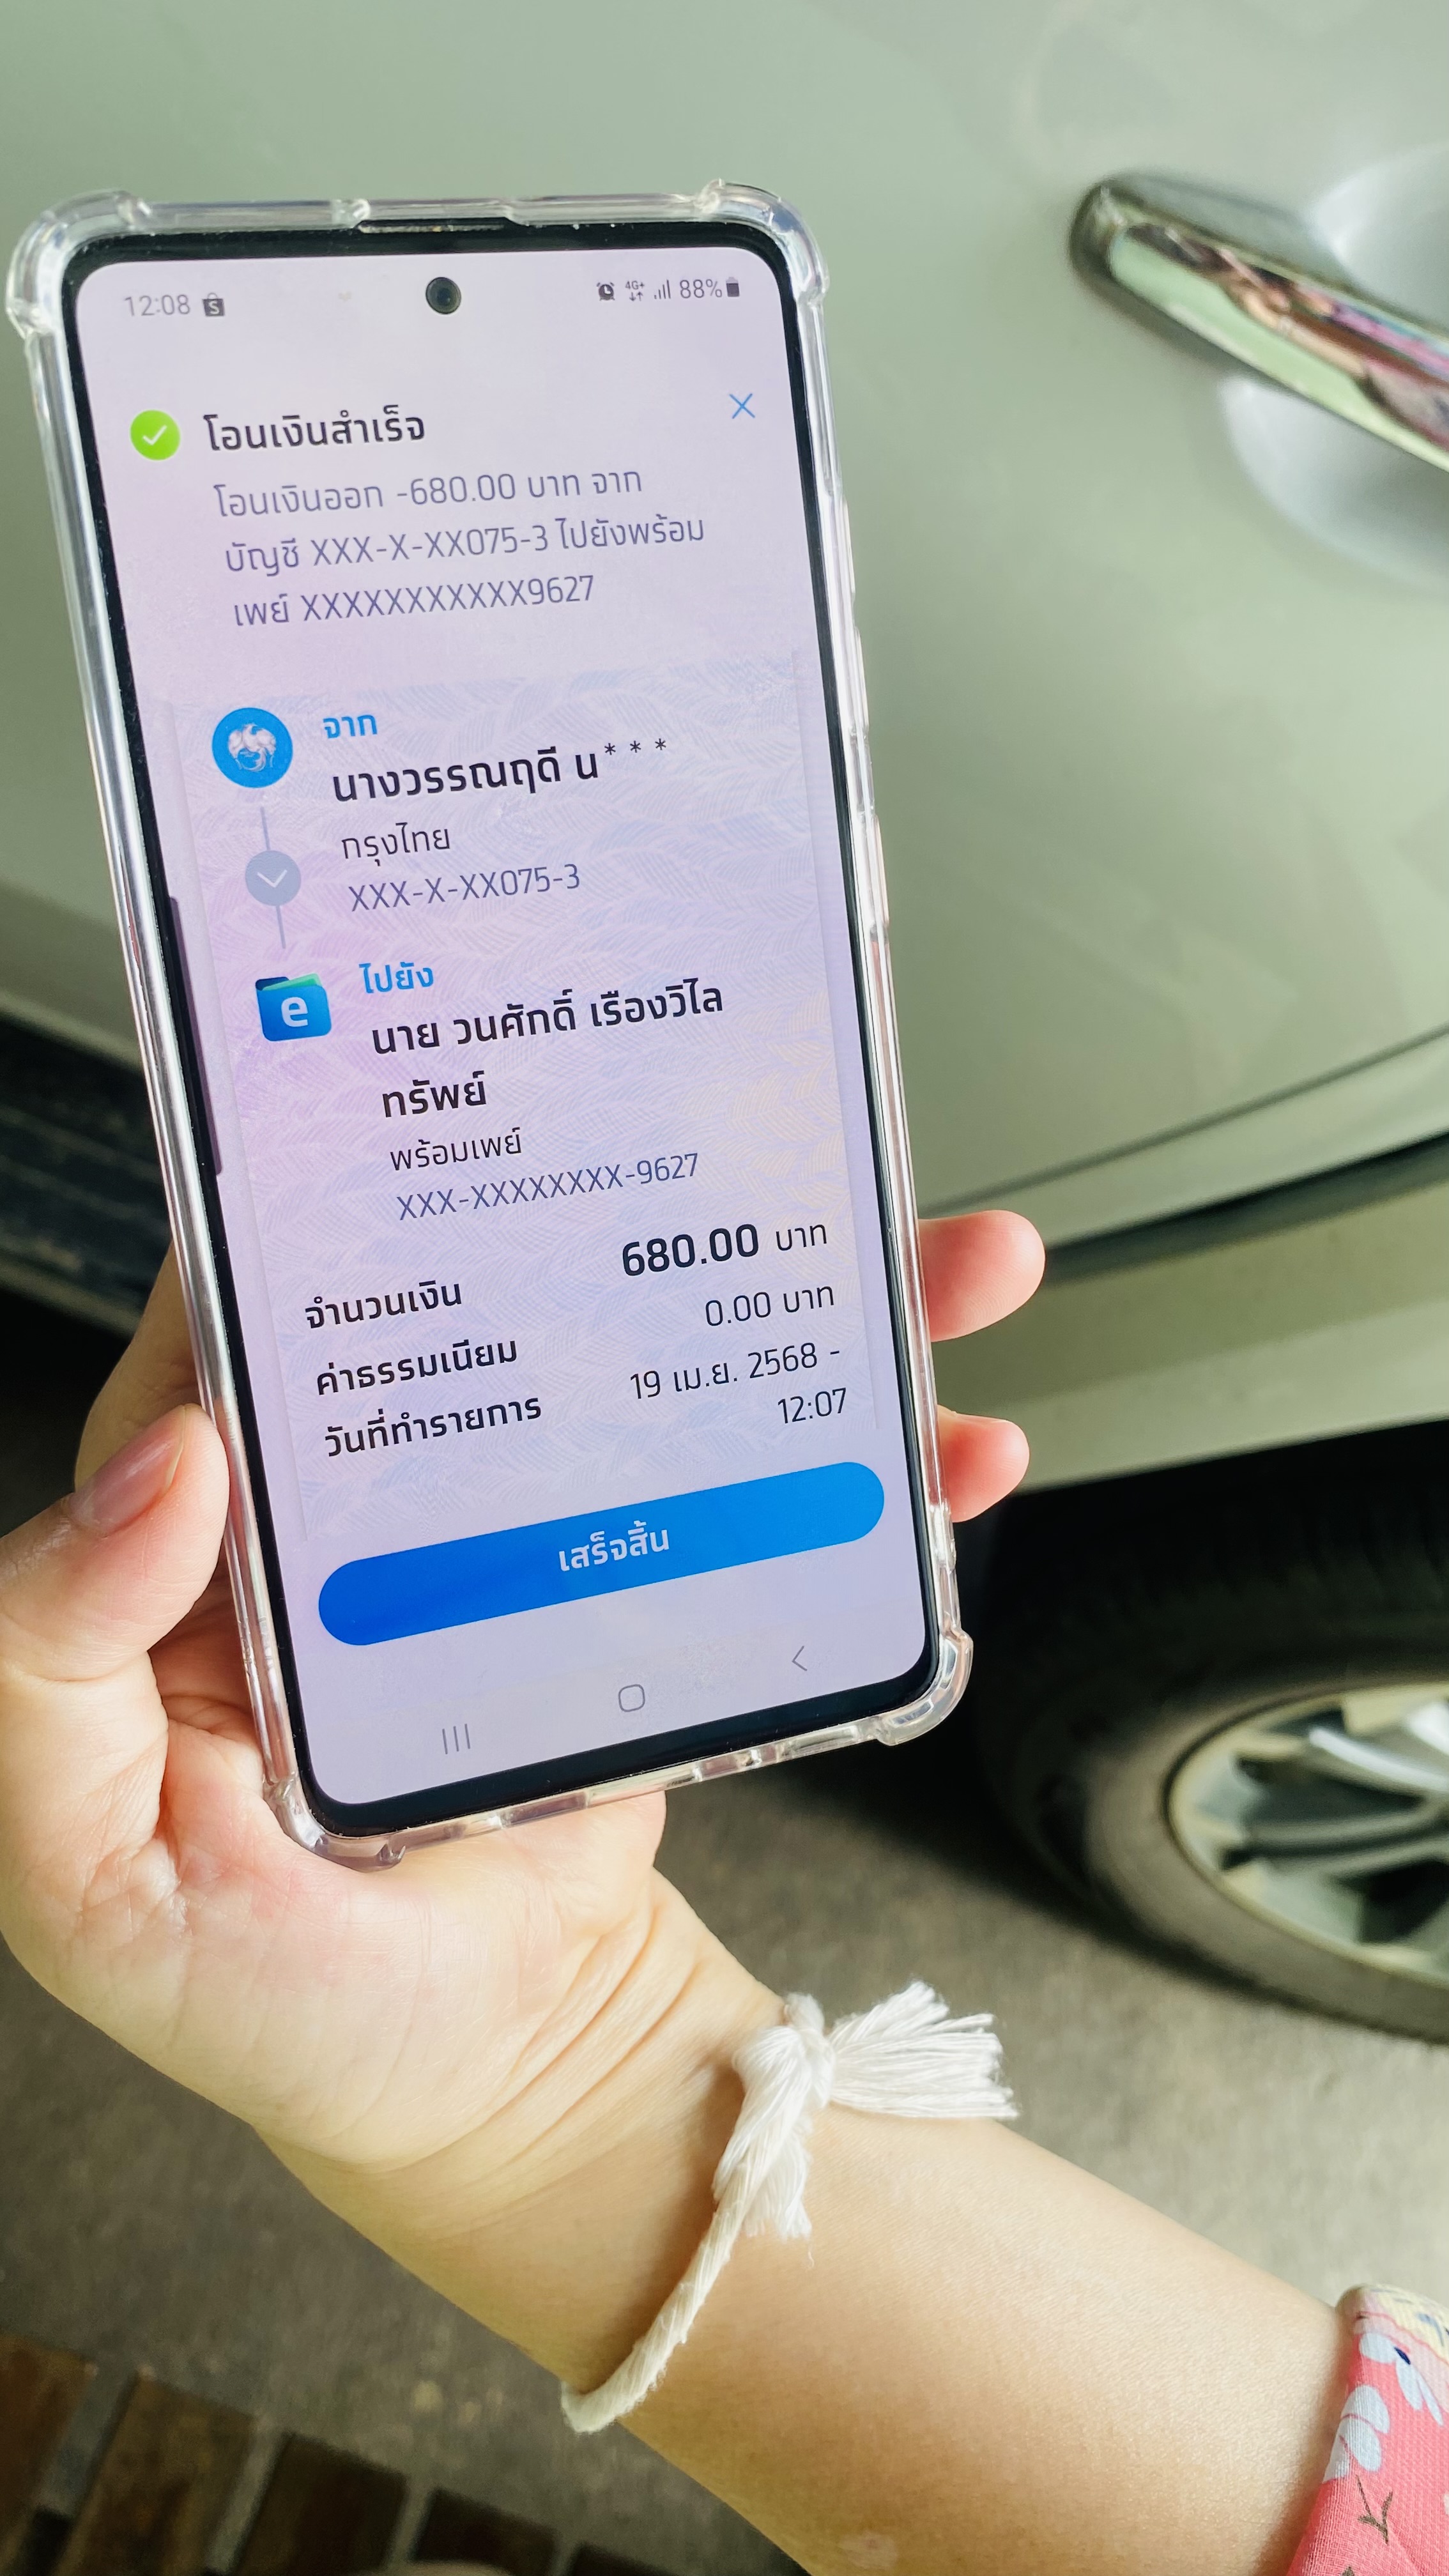 12:08 4G+ 88%
โอนเงินสำเร็จ
โอนเงินออก -680.00 บาท จาก
บัญชี XXX-X-XX075-3 ไปยังพร้อม
เพย์ XXXXXXXXXXX9627
จาก
นางวรรณฤดี น***
กรุงไทย
XXX-X-XX075-3
e
ไปยัง
นาย วนศักดิ์ เรืองวิไล
ทรัพย์
พร้อมเพย์
XXX-XXXXXXXX-9627
จำนวนเงิน 680.00 บาท
ค่าธรรมเนียม 0.00 บาท
วันที่ทำรายการ 19 เม.ย. 2568 -
12:07
เสร็จสิ้น